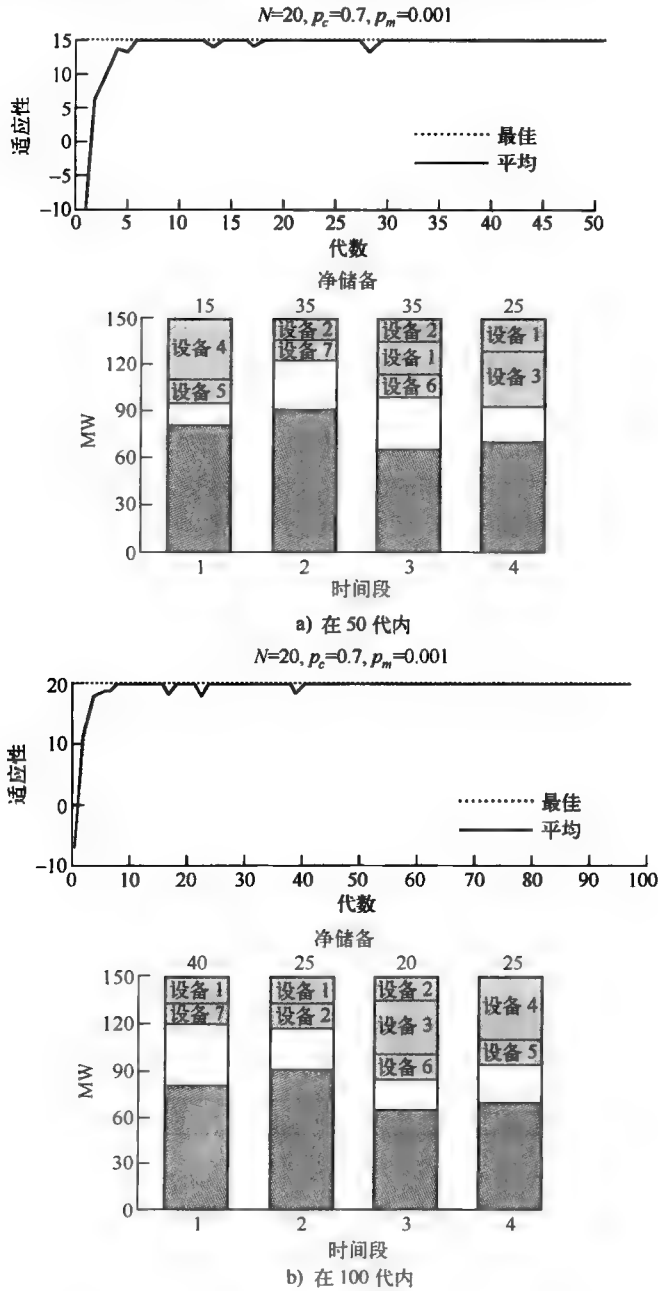 N=20, p_c=0.7, p_m=0.001
15
10
5
0
−5
−10
适应性
最佳
平均
0 5 10 15 20 25 30 35 40 45 50
代数
净储备
15 35 35 25
150
120
90
60
30
0
MW
设备 4
设备 5
设备 2
设备 7
设备 2
设备 1
设备 6
设备 1
设备 3
1 2 3 4
时间段
a) 在 50 代内
N=20, p_c=0.7, p_m=0.001
20
10
0
−10
适应性
最佳
平均
0 10 20 30 40 50 60 70 80 90 100
代数
净储备
40 25 20 25
150
120
90
60
30
0
MW
设备 1
设备 7
设备 1
设备 2
设备 2
设备 3
设备 6
设备 4
设备 5
1 2 3 4
时间段
b) 在 100 代内